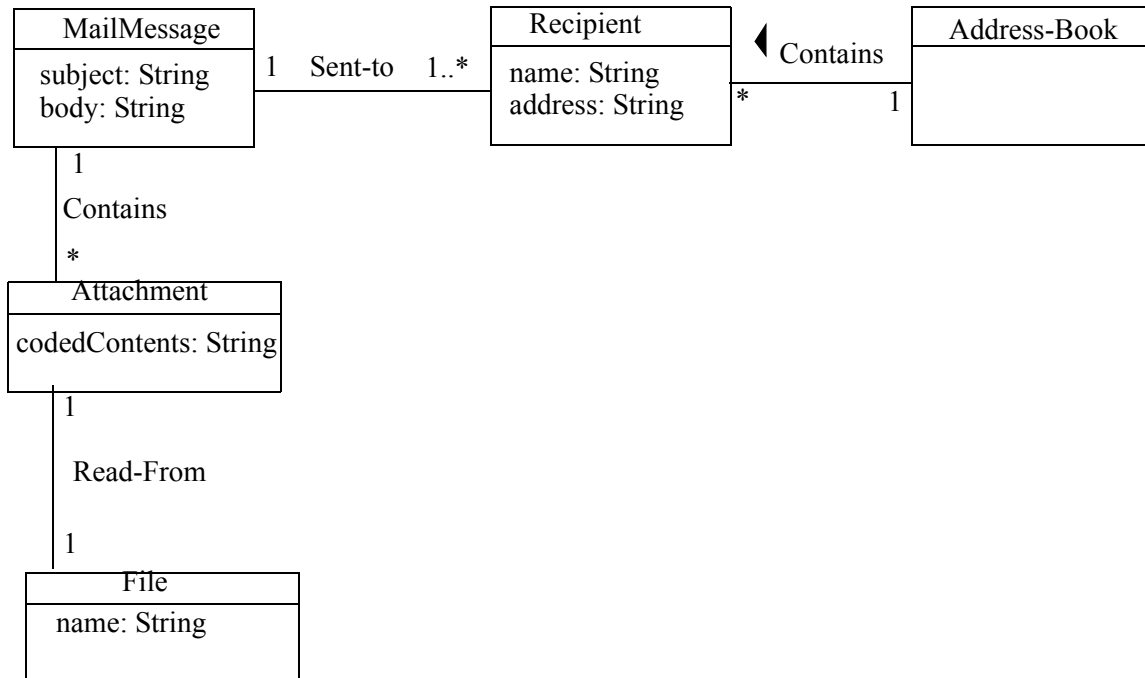 MailMessage
subject: String
body: String
1 Sent-to 1..*
Recipient
name: String
address: String
Contains
* 1
Address-Book
1
Contains
*
Attachment
codedContents: String
1
Read-From
1
File
name: String